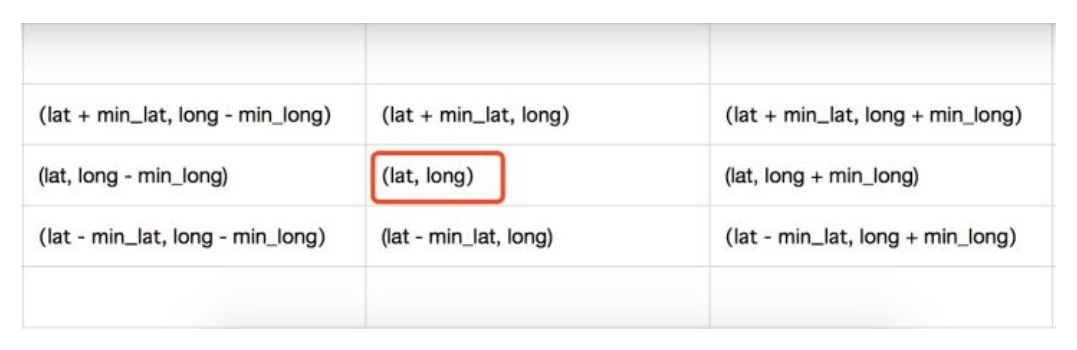 (lat + min_lat, long - min_long) (lat + min_lat, long) (lat + min_lat, long + min_long)
(lat, long - min_long) (lat, long) (lat, long + min_long)
(lat - min_lat, long - min_long) (lat - min_lat, long) (lat - min_lat, long + min_long)